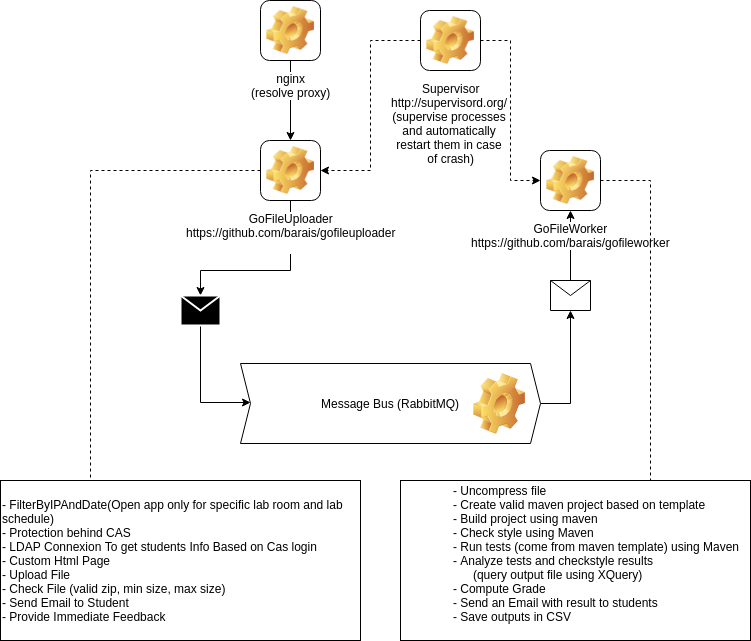 nginx
(resolve proxy)
Supervisor
http://supervisord.org/
(supervise processes
and automatically
restart them in case
of crash)
GoFileUploader
https://github.com/barais/gofileuploader
GoFileWorker
https://github.com/barais/gofileworker
Message Bus (RabbitMQ)
- FilterByIPAndDate(Open app only for specific lab room and lab
schedule)
- Protection behind CAS
- LDAP Connexion To get students Info Based on Cas login
- Custom Html Page
- Upload File
- Check File (valid zip, min size, max size)
- Send Email to Student
- Provide Immediate Feedback
- Uncompress file
- Create valid maven project based on template
- Build project using maven
- Check style using Maven
- Run tests (come from maven template) using Maven
- Analyze tests and checkstyle results
(query output file using XQuery)
- Compute Grade
- Send an Email with result to students
- Save outputs in CSV